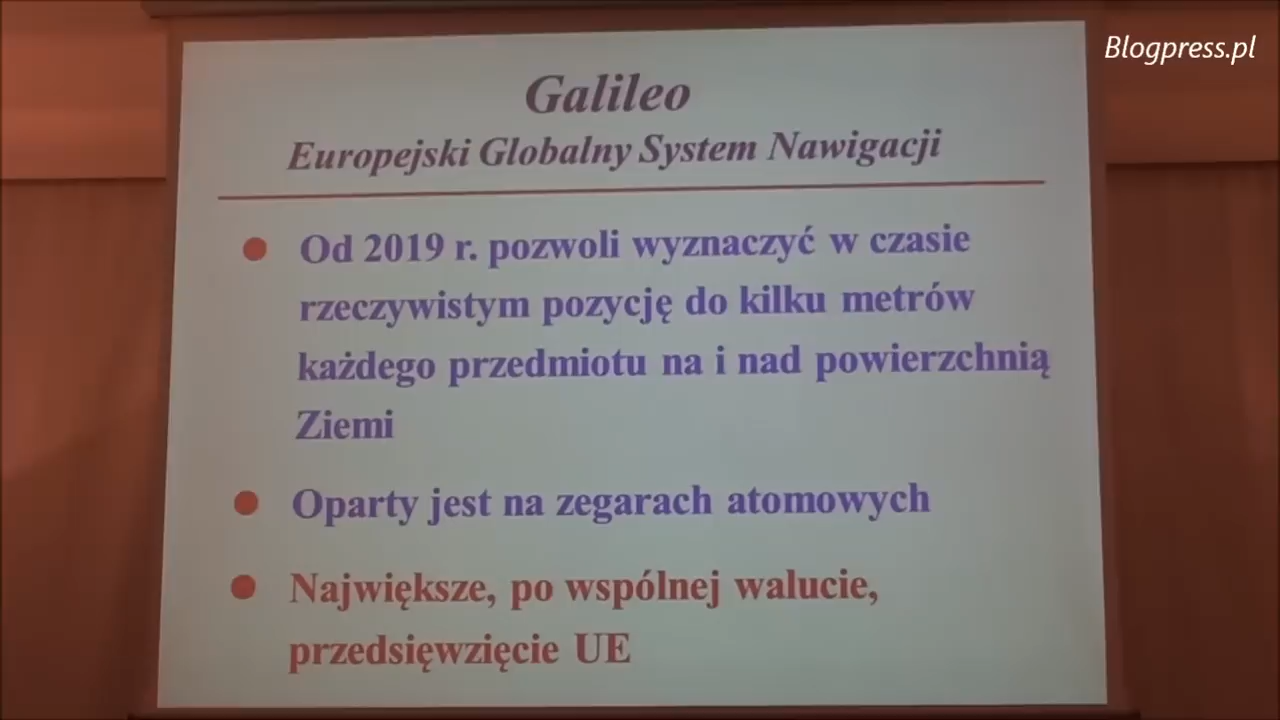 Blogpress.pl
Galileo
Europejski Globalny System Nawigacji
Od 2019 r. pozwoli wyznaczyć w czasie
rzeczywistym pozycję do kilku metrów
każdego przedmiotu na i nad powierzchnią
Ziemi
Oparty jest na zegarach atomowych
Największe, po wspólnej walucie,
przedsięwzięcie UE